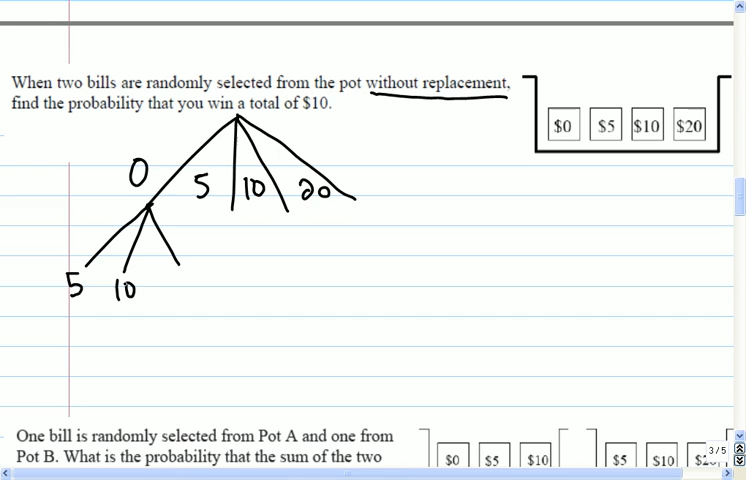 When two bills are randomly selected from the pot without replacement,
find the probability that you win a total of $10.
$0 $5 $10 $20
0 5 10 20
5 10
One bill is randomly selected from Pot A and one from
Pot B. What is the probability that the sum of the two
$0 $5 $10 $5 $10
3 / 5